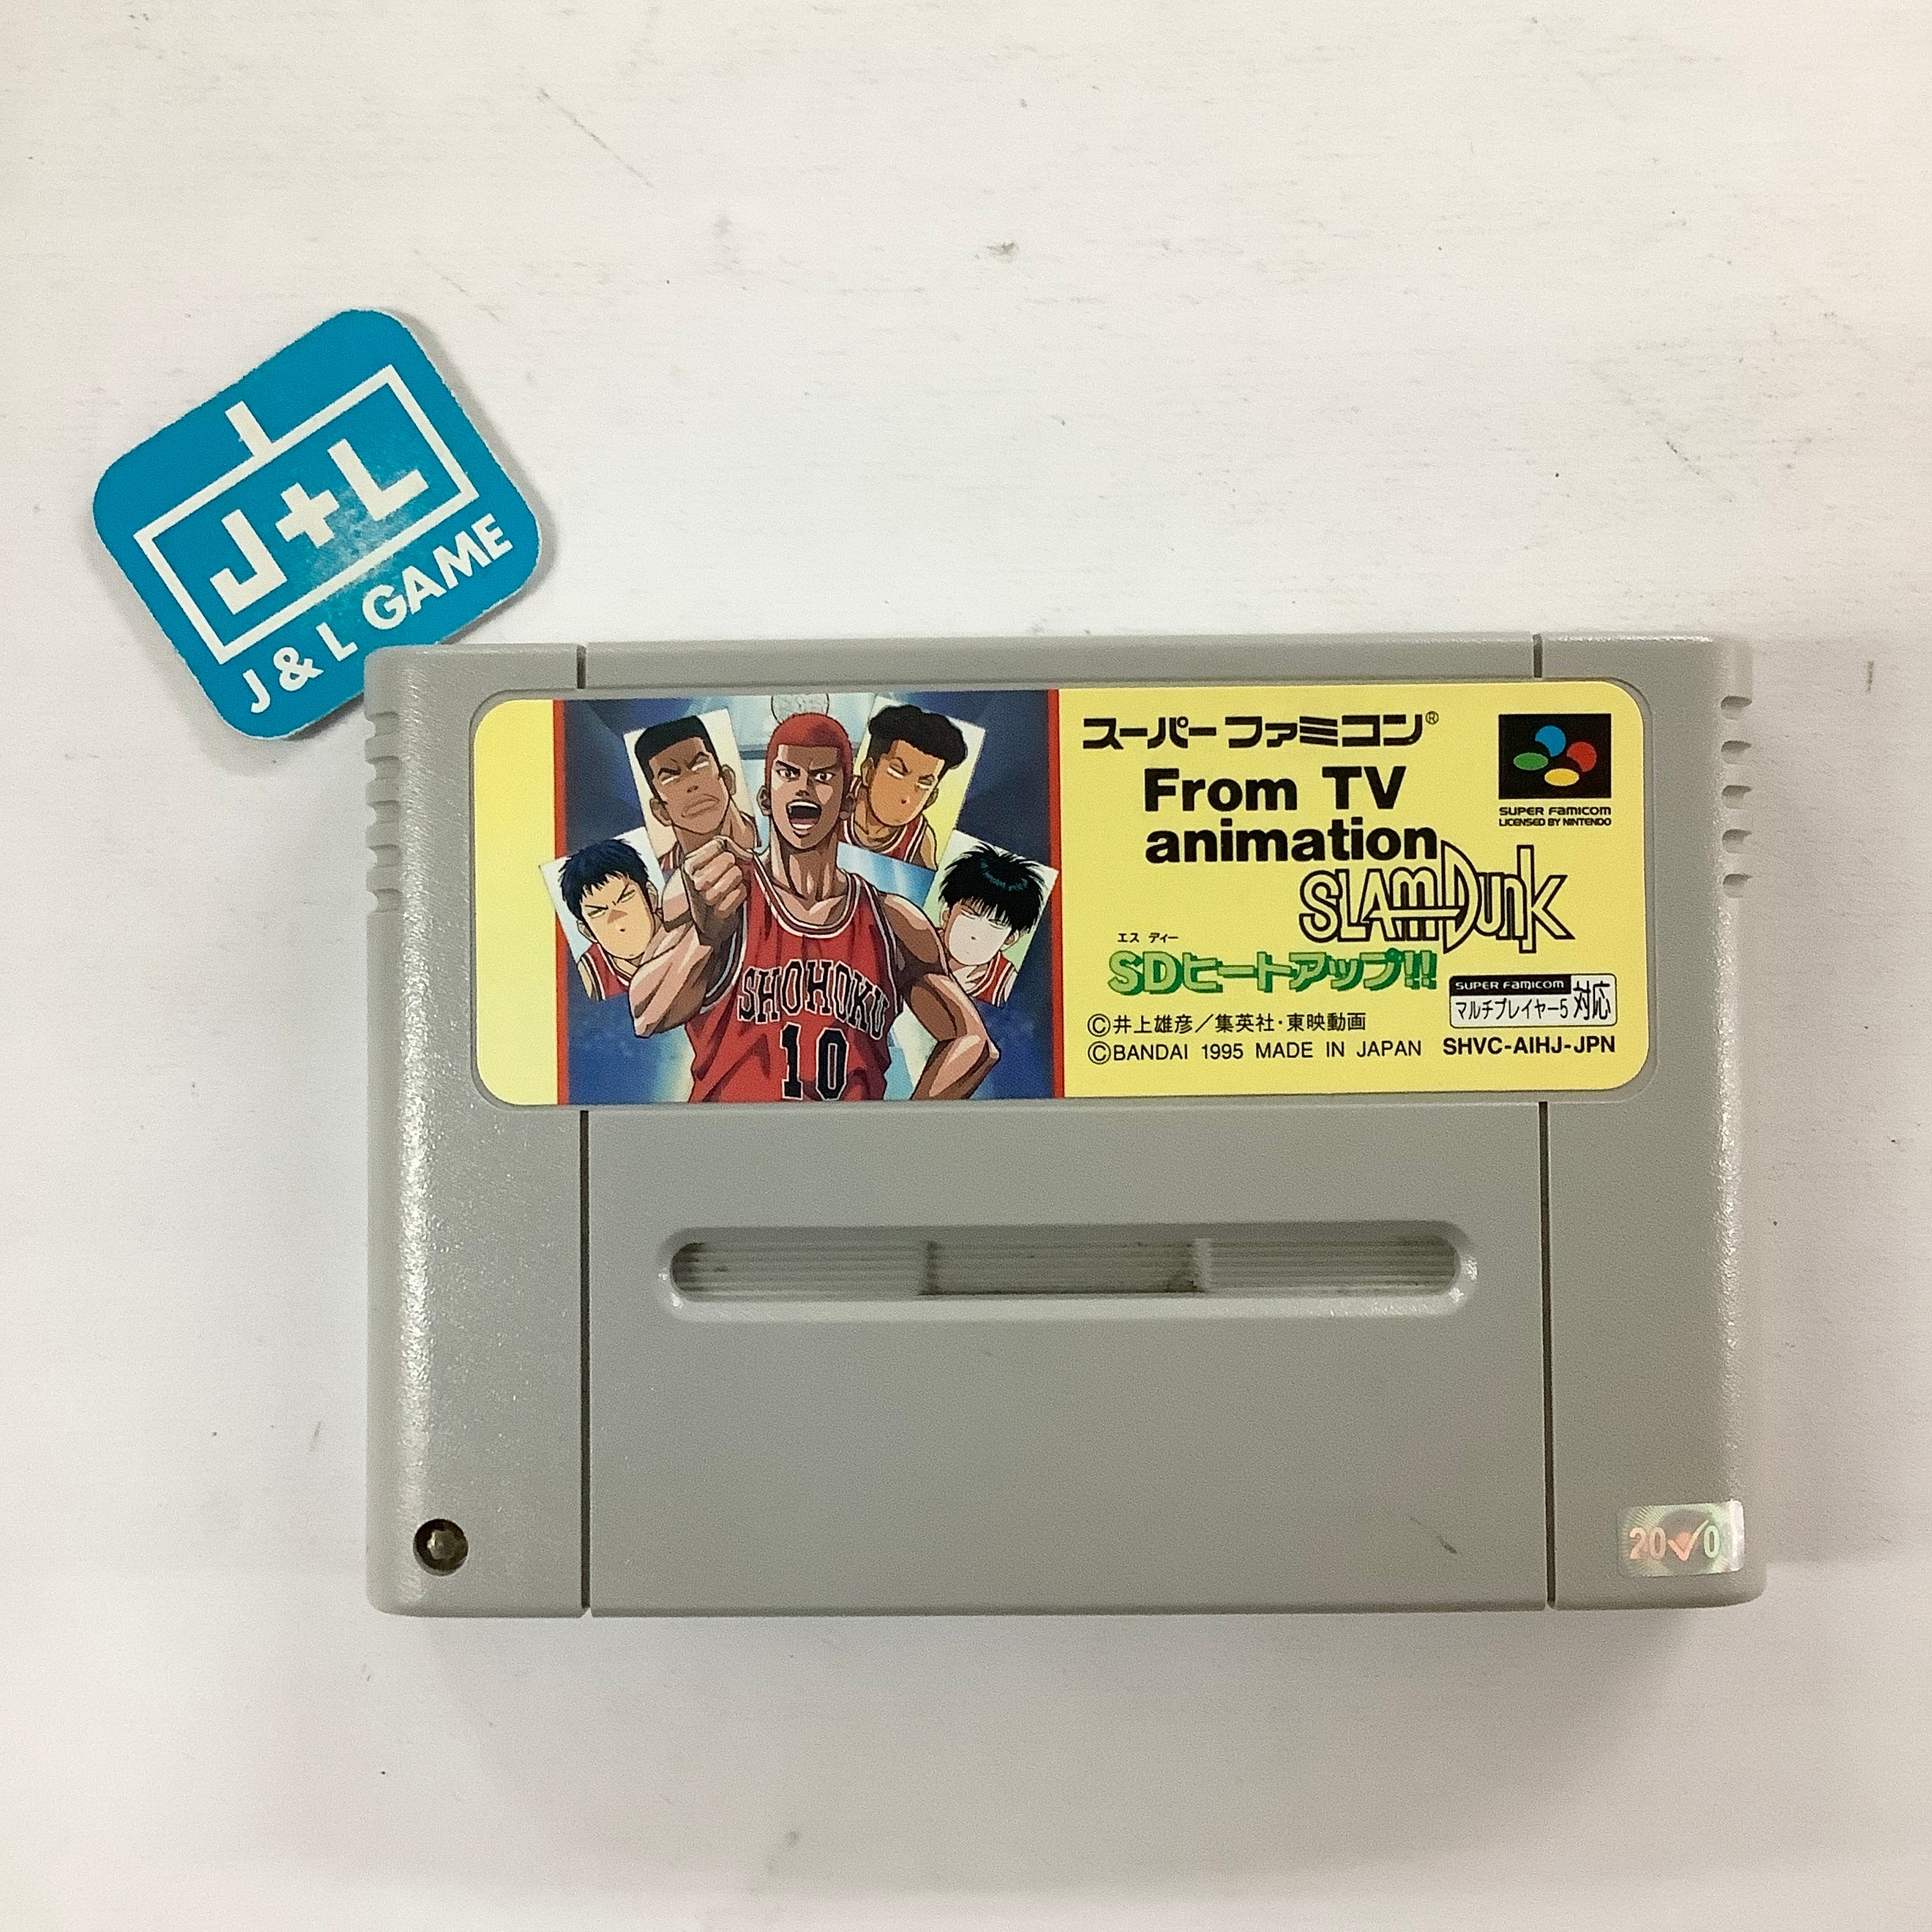 J+L
J & L GAME
スーパーファミコン®
From TV
animation
SLAM DUNK
エス ディー
SDヒートアップ!!
SUPER FAMICOM
LICENSED BY NINTENDO
SUPER FAMICOM
マルチプレイヤー5 対応
©井上雄彦／集英社・東映動画
©BANDAI 1995 MADE IN JAPAN SHVC-AIHJ-JPN
SHOHOKU
10
20 0